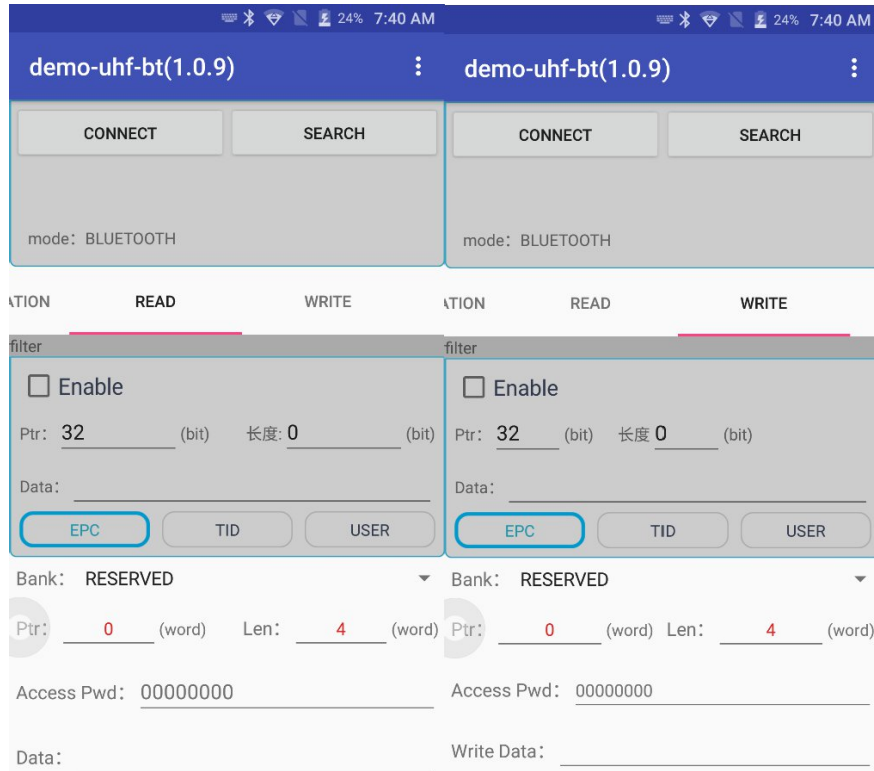 24% 7:40 AM
demo-uhf-bt(1.0.9)
CONNECT SEARCH
mode: BLUETOOTH
ATION READ WRITE
filter
Enable
Ptr: 32 (bit) 长度: 0 (bit)
Data:
EPC TID USER
Bank: RESERVED
Ptr: 0 (word) Len: 4 (word)
Access Pwd: 00000000
Data:
24% 7:40 AM
demo-uhf-bt(1.0.9)
CONNECT SEARCH
mode: BLUETOOTH
ATION READ WRITE
filter
Enable
Ptr: 32 (bit) 长度 0 (bit)
Data:
EPC TID USER
Bank: RESERVED
Ptr: 0 (word) Len: 4 (word)
Access Pwd: 00000000
Write Data: